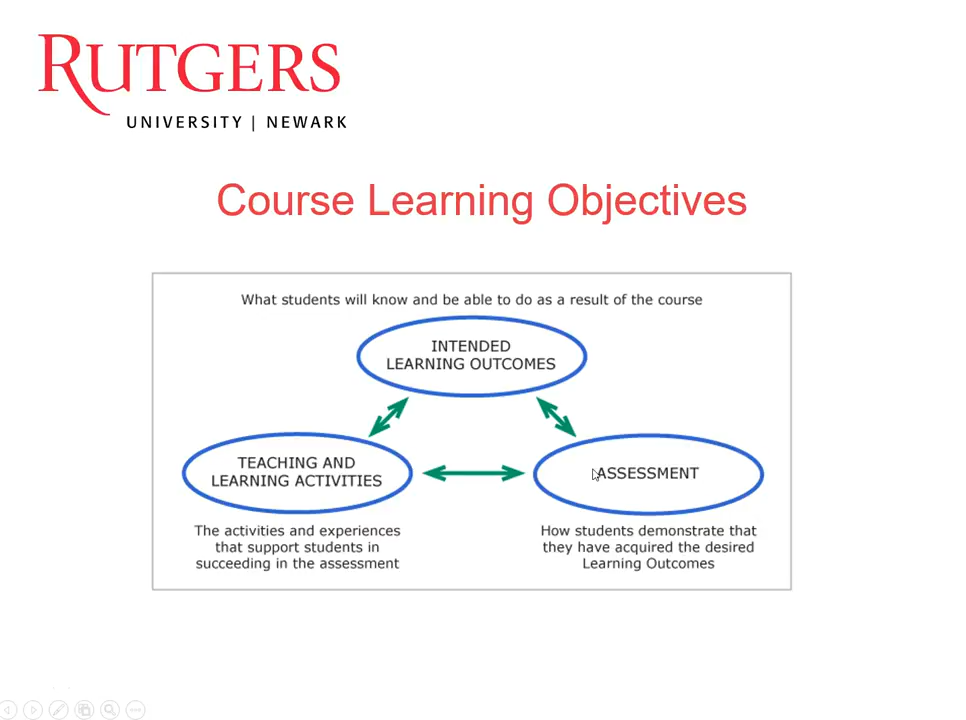 RUTGERS
UNIVERSITY | NEWARK
Course Learning Objectives
What students will know and be able to do as a result of the course
INTENDED
LEARNING OUTCOMES
TEACHING AND
LEARNING ACTIVITIES
ASSESSMENT
The activities and experiences
that support students in
succeeding in the assessment
How students demonstrate that
they have acquired the desired
Learning Outcomes